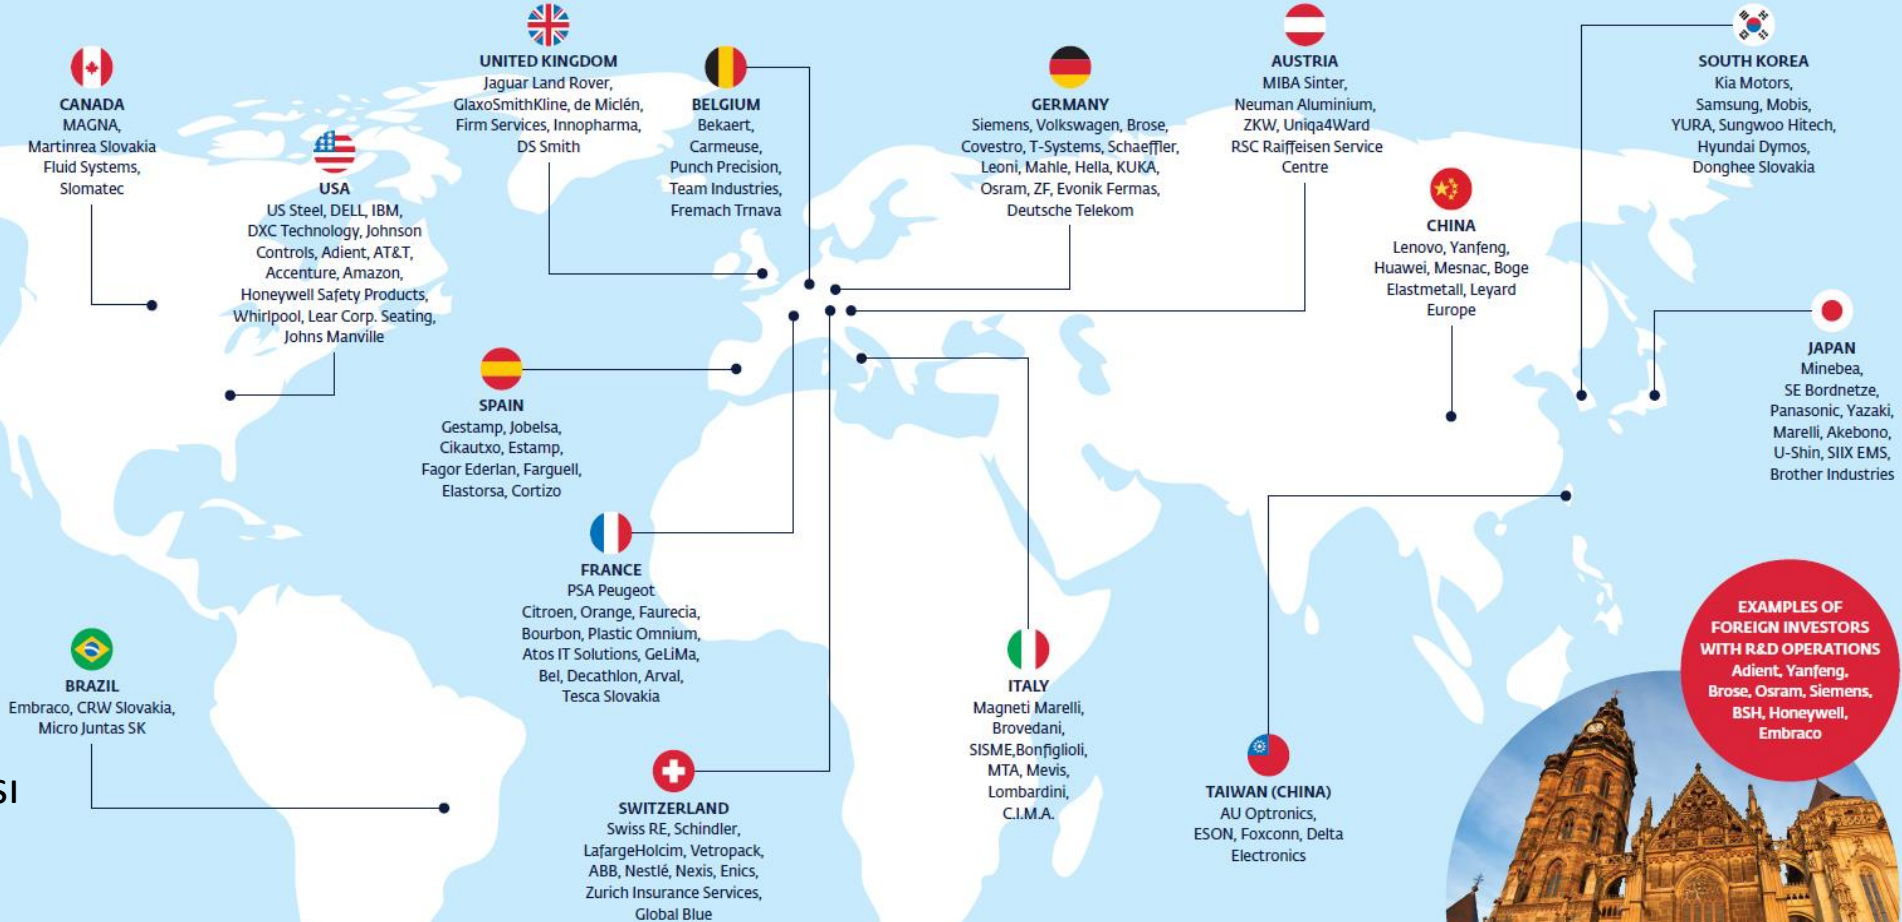 CANADA
MAGNA,
Martinrea Slovakia
Fluid Systems,
Slomatec
USA
US Steel, DELL, IBM,
DXC Technology, Johnson
Controls, Adient, AT&T,
Accenture, Amazon,
Honeywell Safety Products,
Whirlpool, Lear Corp. Seating,
Johns Manville
UNITED KINGDOM
Jaguar Land Rover,
GlaxoSmithKline, de Miclén,
Firm Services, Innopharma,
DS Smith
BELGIUM
Bekaert,
Carmeuse,
Punch Precision,
Team Industries,
Fremach Trnava
GERMANY
Siemens, Volkswagen, Brose,
Covestro, T-Systems, Schaeffler,
Leoni, Mahle, Hella, KUKA,
Osram, ZF, Evonik Fermas,
Deutsche Telekom
AUSTRIA
MIBA Sinter,
Neuman Aluminium,
ZKW, Uniqa4Ward
RSC Raiffeisen Service
Centre
CHINA
Lenovo, Yanfeng,
Huawei, Mesnac, Boge
Elastmetall, Leyard
Europe
SOUTH KOREA
Kia Motors,
Samsung, Mobis,
YURA, Sungwoo Hitech,
Hyundai Dymos,
Donghee Slovakia
JAPAN
Minebea,
SE Bordnetze,
Panasonic, Yazaki,
Marelli, Akebono,
U-Shin, SIIX EMS,
Brother Industries
SPAIN
Gestamp, Jobelsa,
Cikautxo, Estamp,
Fagor Ederlan, Farguell,
Elastorsa, Cortizo
FRANCE
PSA Peugeot
Citroen, Orange, Faurecia,
Bourbon, Plastic Omnium,
Atos IT Solutions, GeLiMa,
Bel, Decathlon, Arval,
Tesca Slovakia
BRAZIL
Embraco, CRW Slovakia,
Micro Juntas SK
SI
SWITZERLAND
Swiss RE, Schindler,
LafargeHolcim, Vetropack,
ABB, Nestlé, Nexis, Enics,
Zurich Insurance Services,
Global Blue
ITALY
Magneti Marelli,
Brovedani,
SISME,Bonfiglioli,
MTA, Mevis,
Lombardini,
C.I.M.A.
TAIWAN (CHINA)
AU Optronics,
ESON, Foxconn, Delta
Electronics
EXAMPLES OF
FOREIGN INVESTORS
WITH R&D OPERATIONS
Adient, Yanfeng,
Brose, Osram, Siemens,
BSH, Honeywell,
Embraco